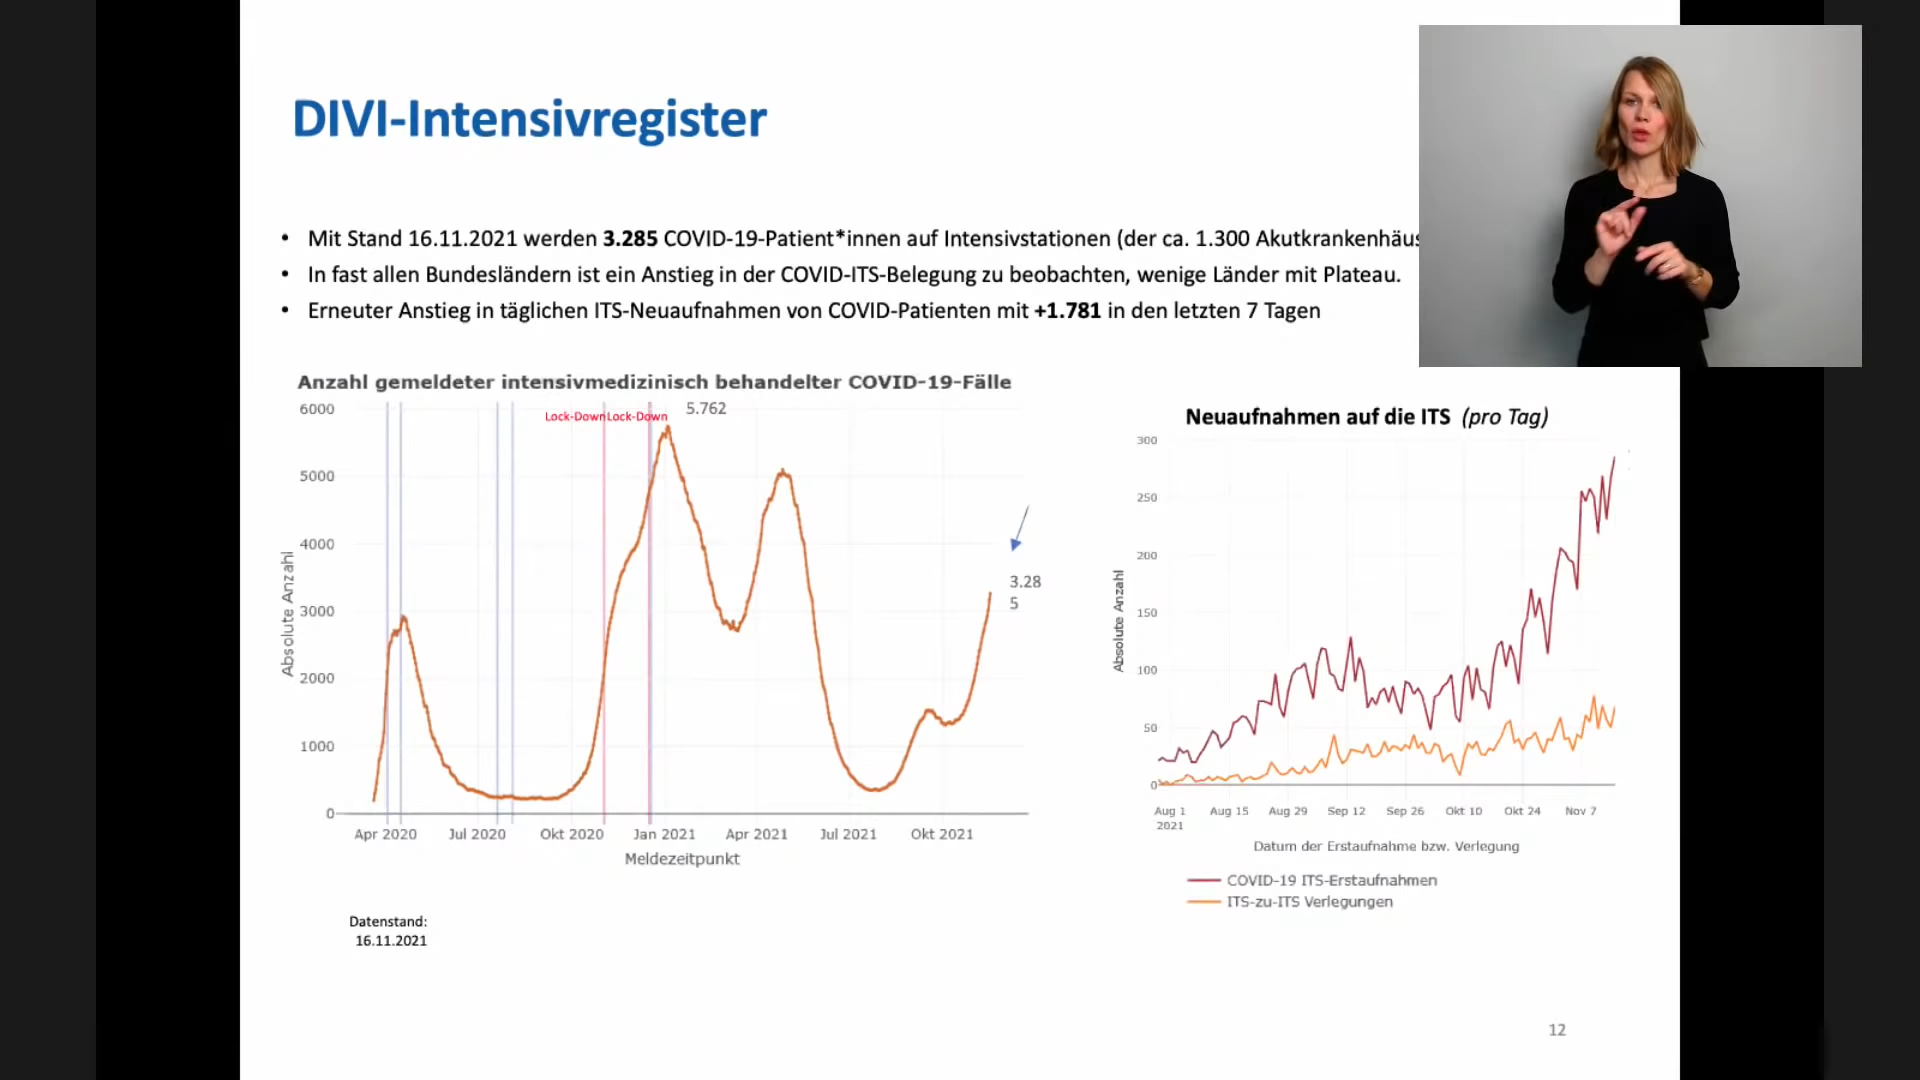 DIVI-Intensivregister
• Mit Stand 16.11.2021 werden 3.285 COVID-19-Patient*innen auf Intensivstationen (der ca. 1.300 Akutkrankenhäus
• In fast allen Bundesländern ist ein Anstieg in der COVID-ITS-Belegung zu beobachten, wenige Länder mit Plateau.
• Erneuter Anstieg in täglichen ITS-Neuaufnahmen von COVID-Patienten mit +1.781 in den letzten 7 Tagen
Anzahl gemeldeter intensivmedizinisch behandelter COVID-19-Fälle
6000
5000
4000
3000
2000
1000
0
Absolute Anzahl
Lock-Down Lock-Down
5.762
3.28
5
Apr 2020 Jul 2020 Okt 2020 Jan 2021 Apr 2021 Jul 2021 Okt 2021
Meldezeitpunkt
Datenstand:
16.11.2021
Neuaufnahmen auf die ITS (pro Tag)
300
250
200
150
100
50
0
Absolute Anzahl
Aug 1 Aug 15 Aug 29 Sep 12 Sep 26 Okt 10 Okt 24 Nov 7
2021
Datum der Erstaufnahme bzw. Verlegung
COVID-19 ITS-Erstaufnahmen
ITS-zu-ITS Verlegungen
12